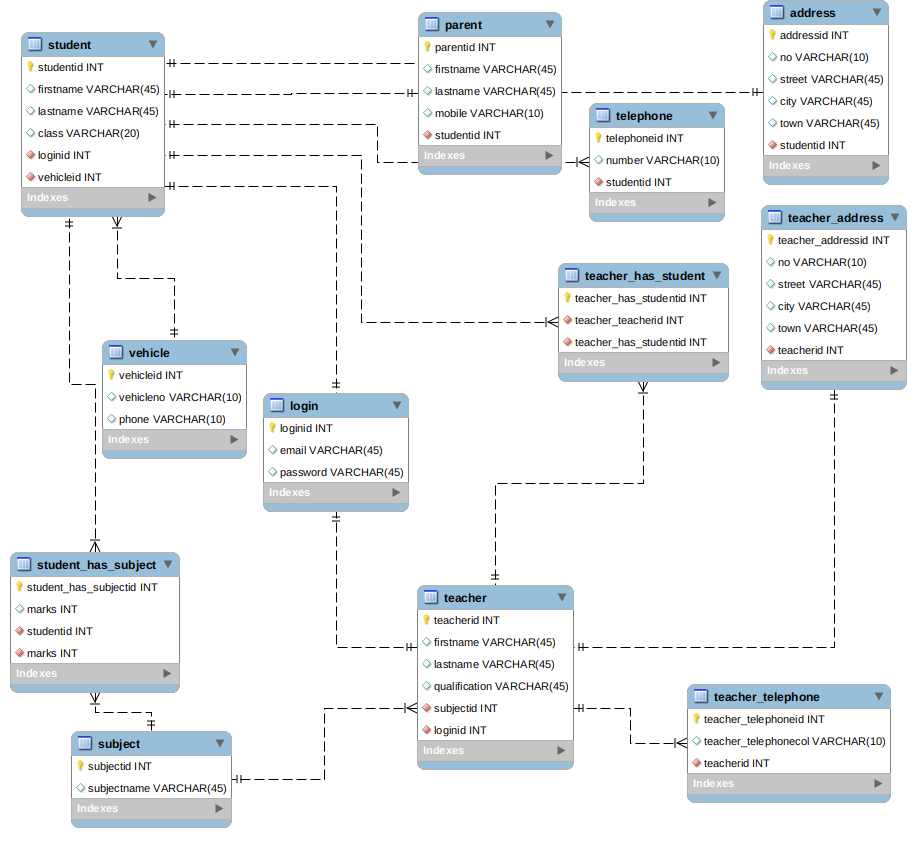 student
studentid INT
firstname VARCHAR(45)
lastname VARCHAR(45)
class VARCHAR(20)
loginid INT
vehicleid INT
Indexes
parent
parentid INT
firstname VARCHAR(45)
lastname VARCHAR(45)
mobile VARCHAR(10)
studentid INT
Indexes
address
addressid INT
no VARCHAR(10)
street VARCHAR(45)
city VARCHAR(45)
town VARCHAR(45)
studentid INT
Indexes
telephone
telephoneid INT
number VARCHAR(10)
studentid INT
Indexes
teacher_address
teacher_addressid INT
no VARCHAR(10)
street VARCHAR(45)
city VARCHAR(45)
town VARCHAR(45)
teacherid INT
Indexes
teacher_has_student
teacher_has_studentid INT
teacher_teacherid INT
teacher_has_studentid INT
Indexes
vehicle
vehicleid INT
vehicleno VARCHAR(10)
phone VARCHAR(10)
Indexes
login
loginid INT
email VARCHAR(45)
password VARCHAR(45)
Indexes
student_has_subject
student_has_subjectid INT
marks INT
studentid INT
marks INT
Indexes
teacher
teacherid INT
firstname VARCHAR(45)
lastname VARCHAR(45)
qualification VARCHAR(45)
subjectid INT
loginid INT
Indexes
teacher_telephone
teacher_telephoneid INT
teacher_telephonecol VARCHAR(10)
teacherid INT
Indexes
subject
subjectid INT
subjectname VARCHAR(45)
Indexes